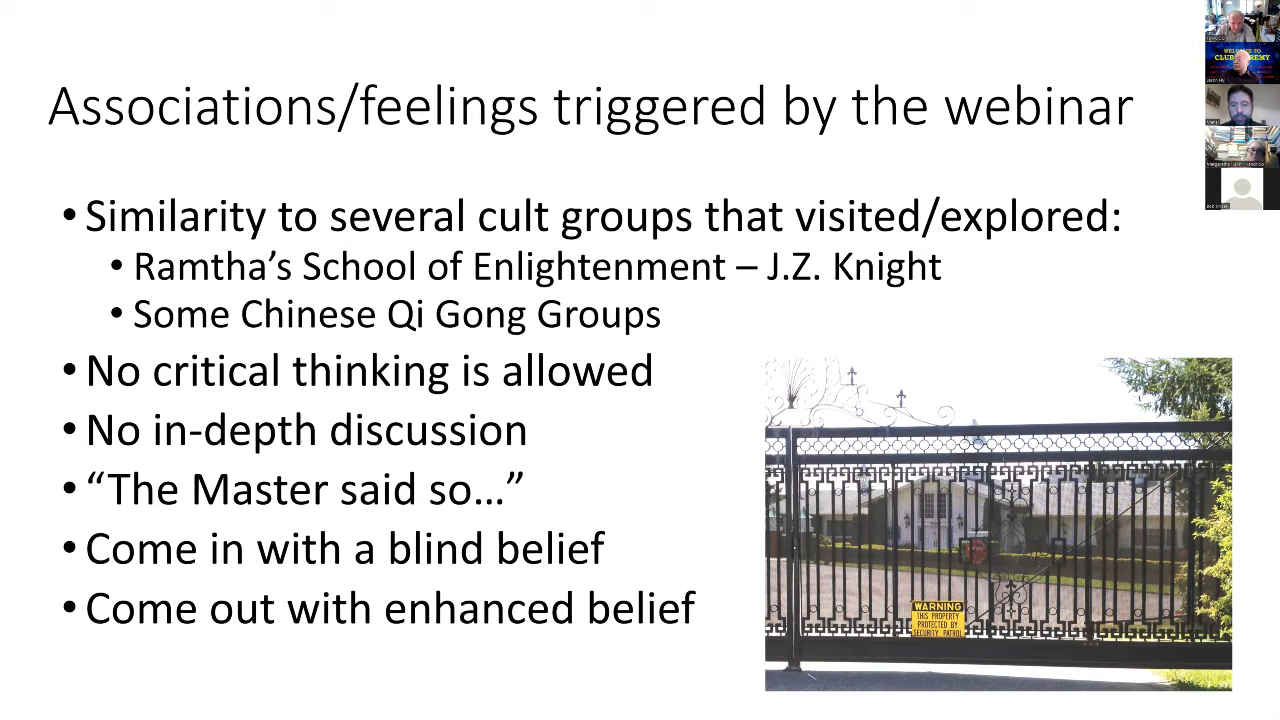 Associations/feelings triggered by the webinar
• Similarity to several cult groups that visited/explored:
• Ramtha’s School of Enlightenment – J.Z. Knight
• Some Chinese Qi Gong Groups
• No critical thinking is allowed
• No in-depth discussion
• “The Master said so…”
• Come in with a blind belief
• Come out with enhanced belief
WARNING
THIS PROPERTY
PROTECTED BY
SECURITY PATROL
WELCOME TO